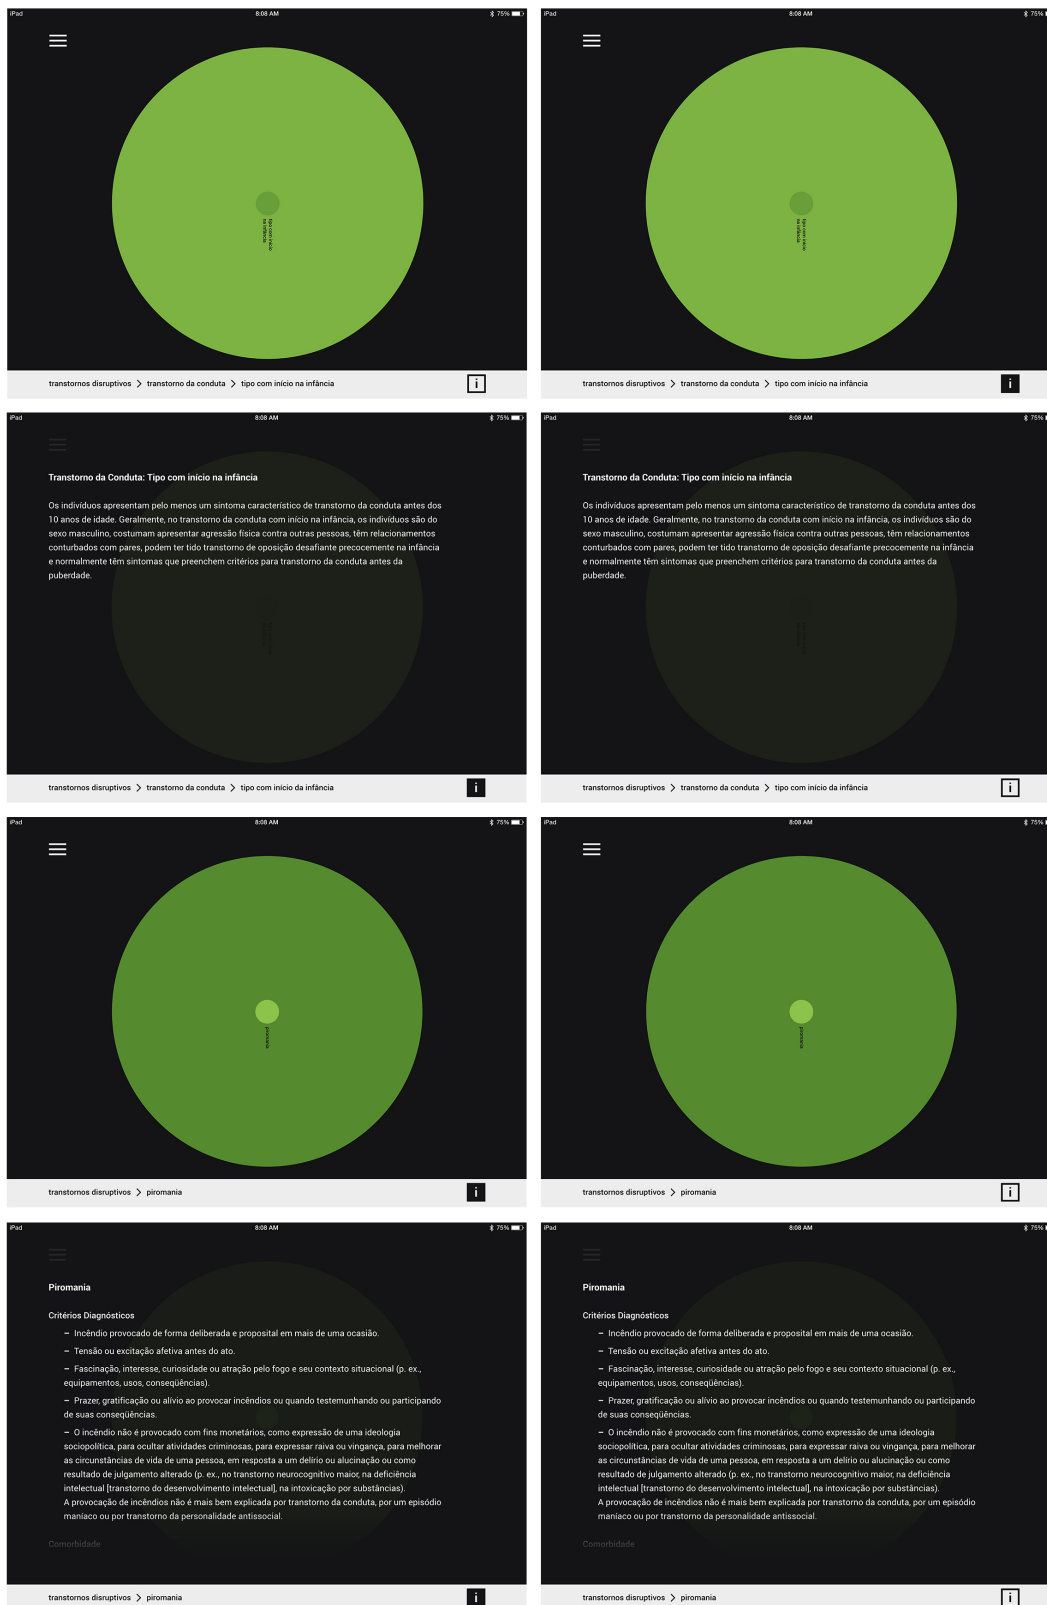 iPad 8:08 AM 75%
tipo com início
na infância
transtornos disruptivos > transtorno da conduta > tipo com início na infância i
iPad 8:08 AM 75%
tipo com início
na infância
transtornos disruptivos > transtorno da conduta > tipo com início na infância i
iPad 8:08 AM 75%
Transtorno da Conduta: Tipo com início na infância
Os indivíduos apresentam pelo menos um sintoma característico de transtorno da conduta antes dos
10 anos de idade. Geralmente, no transtorno da conduta com início na infância, os indivíduos são do
sexo masculino, costumam apresentar agressão física contra outras pessoas, têm relacionamentos
conturbados com pares, podem ter tido transtorno de oposição desafiante precocemente na infância
e normalmente têm sintomas que preenchem critérios para transtorno da conduta antes da
puberdade.
transtornos disruptivos > transtorno da conduta > tipo com início da infância i
iPad 8:08 AM 75%
Transtorno da Conduta: Tipo com início na infância
Os indivíduos apresentam pelo menos um sintoma característico de transtorno da conduta antes dos
10 anos de idade. Geralmente, no transtorno da conduta com início na infância, os indivíduos são do
sexo masculino, costumam apresentar agressão física contra outras pessoas, têm relacionamentos
conturbados com pares, podem ter tido transtorno de oposição desafiante precocemente na infância
e normalmente têm sintomas que preenchem critérios para transtorno da conduta antes da
puberdade.
transtornos disruptivos > transtorno da conduta > tipo com início da infância i
iPad 8:08 AM 75%
piromania
transtornos disruptivos > piromania i
iPad 8:08 AM 75%
piromania
transtornos disruptivos > piromania i
iPad 8:08 AM 75%
Piromania
Critérios Diagnósticos
– Incêndio provocado de forma deliberada e proposital em mais de uma ocasião.
– Tensão ou excitação afetiva antes do ato.
– Fascinação, interesse, curiosidade ou atração pelo fogo e seu contexto situacional (p. ex.,
equipamentos, usos, conseqüências).
– Prazer, gratificação ou alívio ao provocar incêndios ou quando testemunhando ou participando
de suas conseqüências.
– O incêndio não é provocado com fins monetários, como expressão de uma ideologia
sociopolítica, para ocultar atividades criminosas, para expressar raiva ou vingança, para melhorar
as circunstâncias de vida de uma pessoa, em resposta a um delírio ou alucinação ou como
resultado de julgamento alterado (p. ex., no transtorno neurocognitivo maior, na deficiência
intelectual [transtorno do desenvolvimento intelectual], na intoxicação por substâncias).
A provocação de incêndios não é mais bem explicada por transtorno da conduta, por um episódio
maníaco ou por transtorno da personalidade antissocial.
Comorbidade
transtornos disruptivos > piromania i
iPad 8:08 AM 75%
Piromania
Critérios Diagnósticos
– Incêndio provocado de forma deliberada e proposital em mais de uma ocasião.
– Tensão ou excitação afetiva antes do ato.
– Fascinação, interesse, curiosidade ou atração pelo fogo e seu contexto situacional (p. ex.,
equipamentos, usos, conseqüências).
– Prazer, gratificação ou alívio ao provocar incêndios ou quando testemunhando ou participando
de suas conseqüências.
– O incêndio não é provocado com fins monetários, como expressão de uma ideologia
sociopolítica, para ocultar atividades criminosas, para expressar raiva ou vingança, para melhorar
as circunstâncias de vida de uma pessoa, em resposta a um delírio ou alucinação ou como
resultado de julgamento alterado (p. ex., no transtorno neurocognitivo maior, na deficiência
intelectual [transtorno do desenvolvimento intelectual], na intoxicação por substâncias).
A provocação de incêndios não é mais bem explicada por transtorno da conduta, por um episódio
maníaco ou por transtorno da personalidade antissocial.
Comorbidade
transtornos disruptivos > piromania i